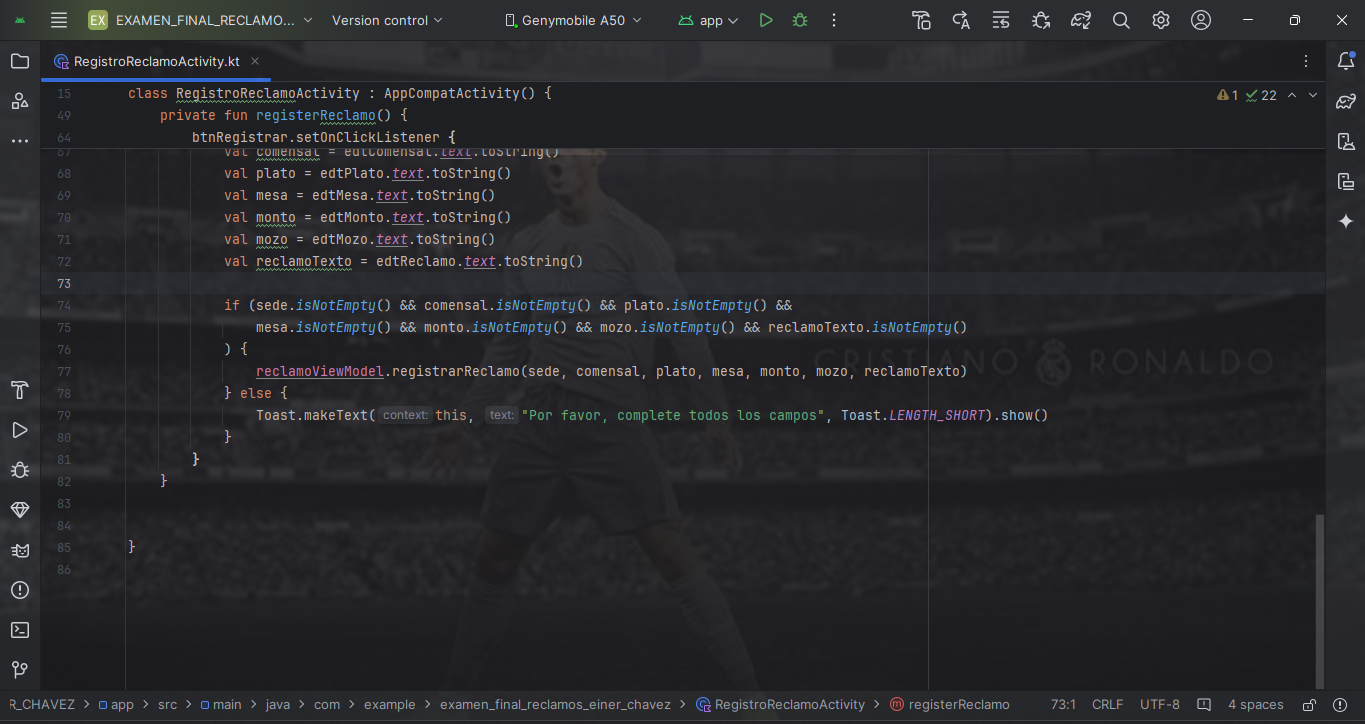 EX EXAMEN_FINAL_RECLAMO... Version control Genymobile A50 app
RegistroReclamoActivity.kt
15 class RegistroReclamoActivity : AppCompatActivity() {
1 22
49 private fun registerReclamo() {
64 btnRegistrar.setOnClickListener {
67 val comensal = edtComensal.text.toString()
68 val plato = edtPlato.text.toString()
69 val mesa = edtMesa.text.toString()
70 val monto = edtMonto.text.toString()
71 val mozo = edtMozo.text.toString()
72 val reclamoTexto = edtReclamo.text.toString()
73
74 if (sede.isNotEmpty() && comensal.isNotEmpty() && plato.isNotEmpty() &&
75 mesa.isNotEmpty() && monto.isNotEmpty() && mozo.isNotEmpty() && reclamoTexto.isNotEmpty()
76 ) {
CRISTIANO RONALDO
77 reclamoViewModel.registrarReclamo(sede, comensal, plato, mesa, monto, mozo, reclamoTexto)
78 } else {
79 Toast.makeText( context: this, text: "Por favor, complete todos los campos", Toast.LENGTH_SHORT).show()
80 }
81 }
82 }
83
84
85 }
86
R_CHAVEZ > app > src > main > java > com > example > examen_final_reclamos_einer_chavez > RegistroReclamoActivity > m registerReclamo 73:1 CRLF UTF-8 4 spaces